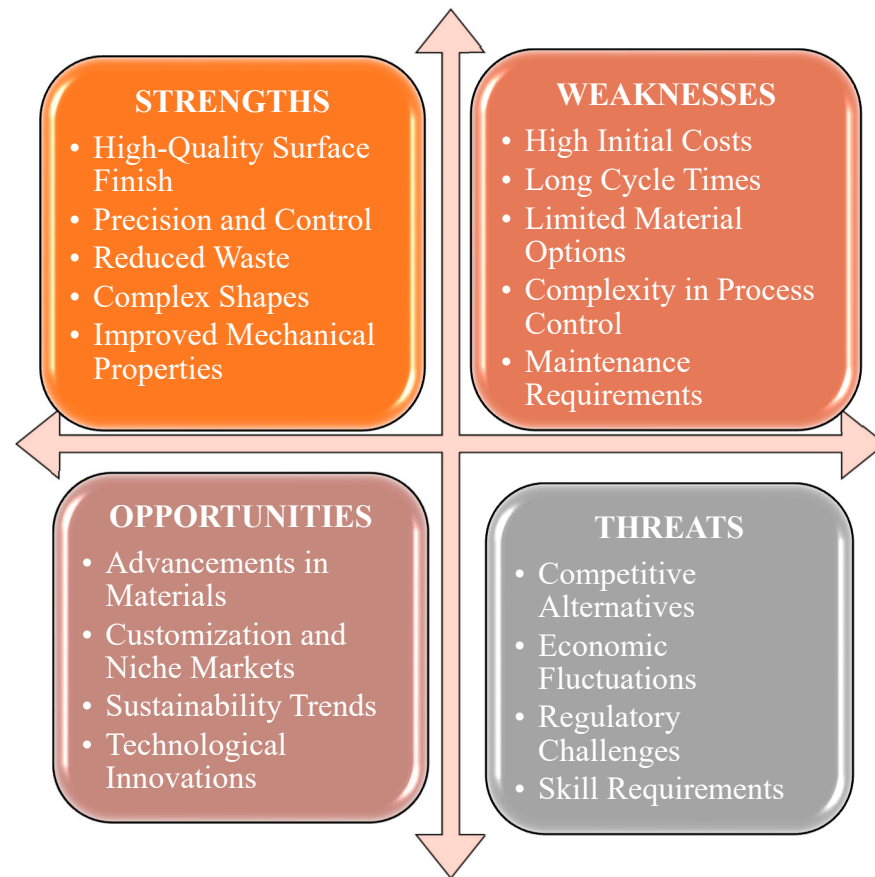 STRENGTHS
• High-Quality Surface
Finish
• Precision and Control
• Reduced Waste
• Complex Shapes
• Improved Mechanical
Properties
WEAKNESSES
• High Initial Costs
• Long Cycle Times
• Limited Material
Options
• Complexity in Process
Control
• Maintenance
Requirements
OPPORTUNITIES
• Advancements in
Materials
• Customization and
Niche Markets
• Sustainability Trends
• Technological
Innovations
THREATS
• Competitive
Alternatives
• Economic
Fluctuations
• Regulatory
Challenges
• Skill Requirements